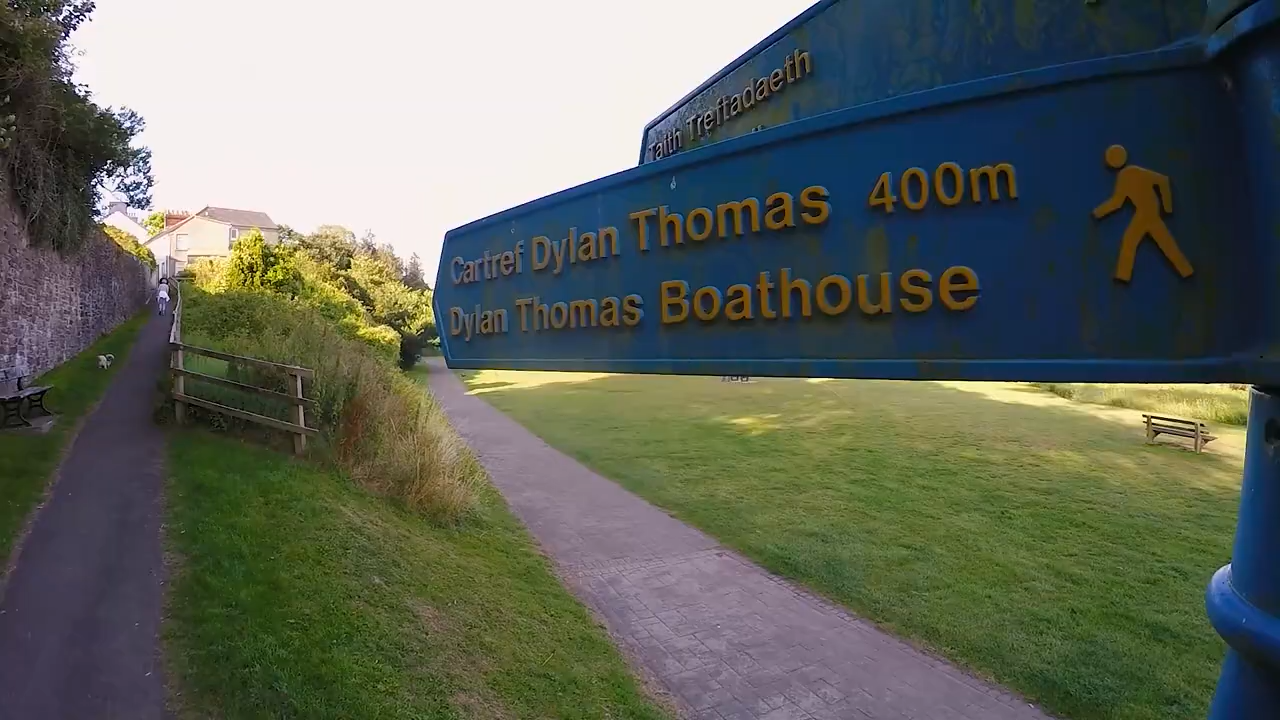 Taith Treftadaeth
Cartref Dylan Thomas 400m
Dylan Thomas Boathouse